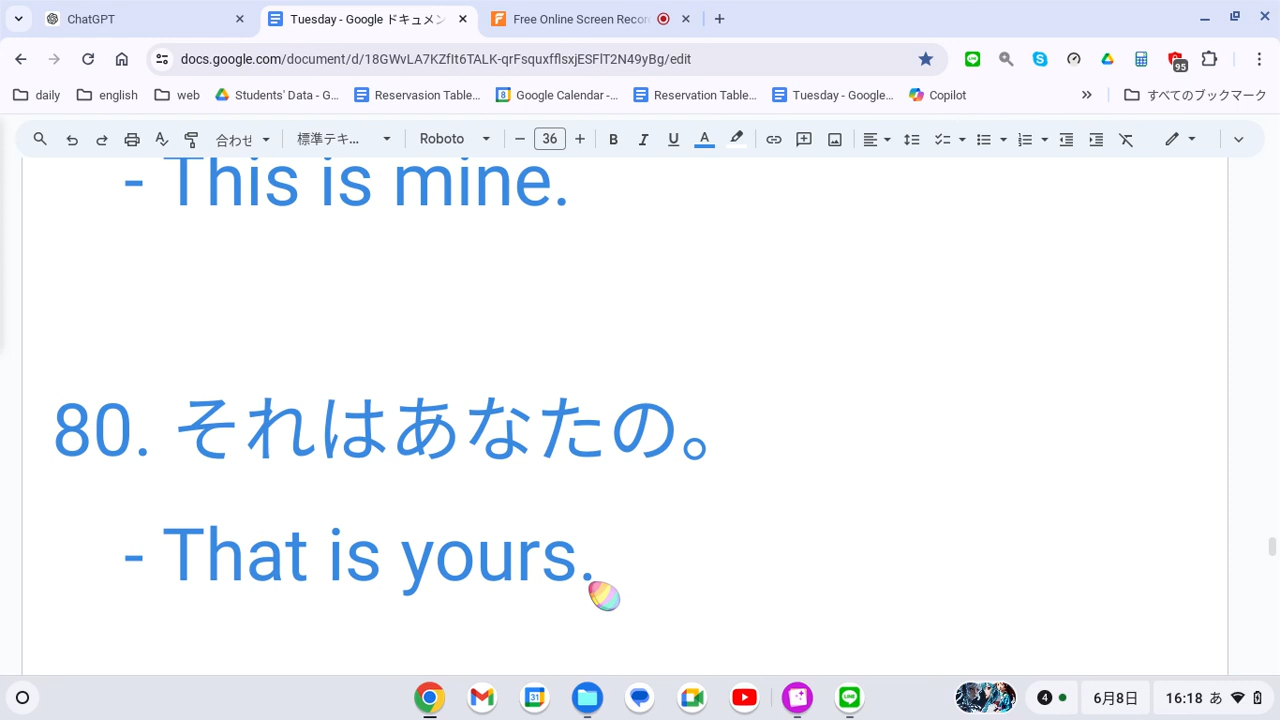 ChatGPT
Tuesday - Google ドキュメン
Free Online Screen Recor
docs.google.com/document/d/18GWvLA7KZfIt6TALK-qrFsquxfflsxjESFlT2N49yBg/edit
95
daily
english
web
Students' Data - G...
Reservasion Table...
Google Calendar -...
Reservation Table...
Tuesday - Google...
Copilot
すべてのブックマーク
合わせ
標準テキ...
Roboto
36
- This is mine.
80. それはあなたの。
- That is yours.
31
4
6月8日
16:18 あ